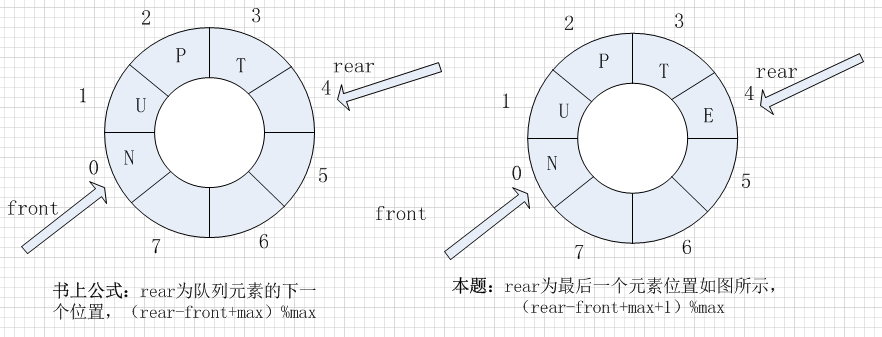 2
3
P
T
rear
4
1
U
N
0
5
front
7
6
书上公式：rear为队列元素的下一
个位置，（rear-front+max）%max
2
3
P
T
rear
4
1
U
E
N
0
5
front
7
6
本题：rear为最后一个元素位置如图所示，
（rear-front+max+1）%max